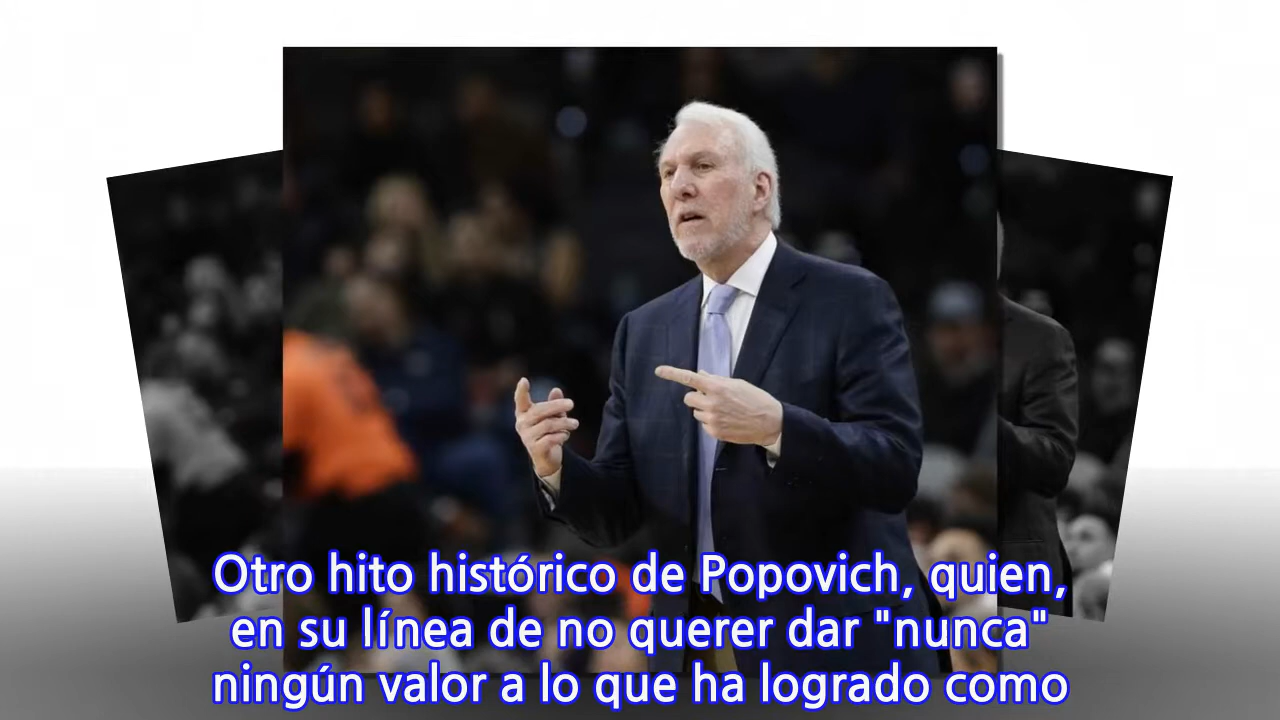 Otro hito histórico de Popovich, quien,
en su línea de no querer dar "nunca"
ningún valor a lo que ha logrado como